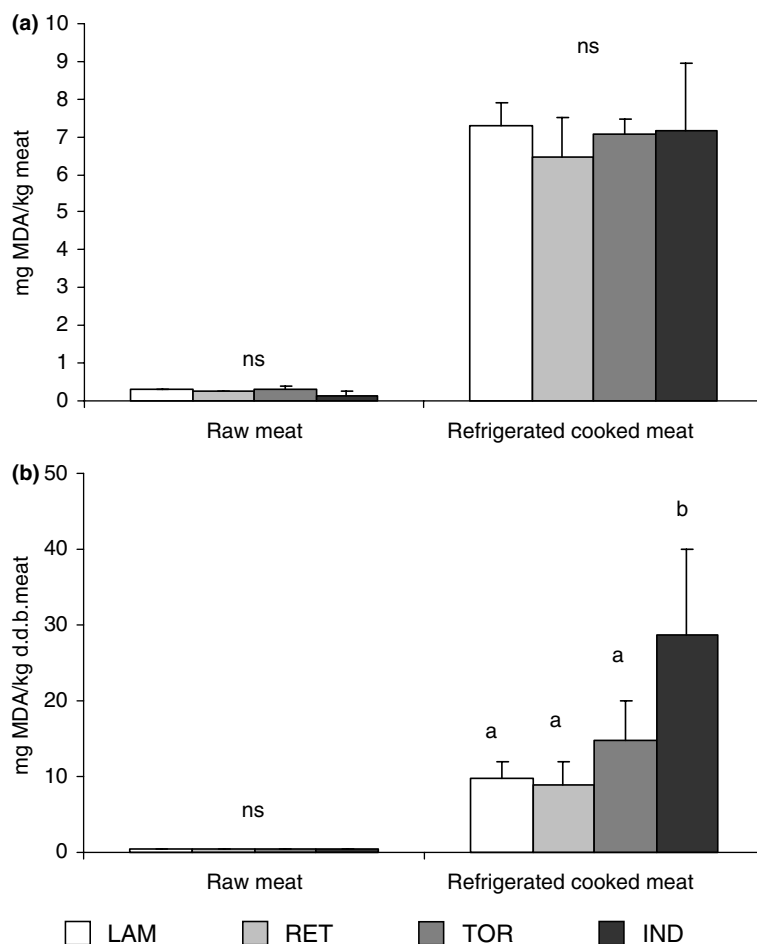 (a)
mg MDA/kg meat
10
9
8
7
6
5
4
3
2
1
0
ns
ns
Raw meat
Refrigerated cooked meat
(b)
mg MDA/kg d.d.b.meat
50
40
30
20
10
0
ns
a
a
a
b
Raw meat
Refrigerated cooked meat
LAM
RET
TOR
IND